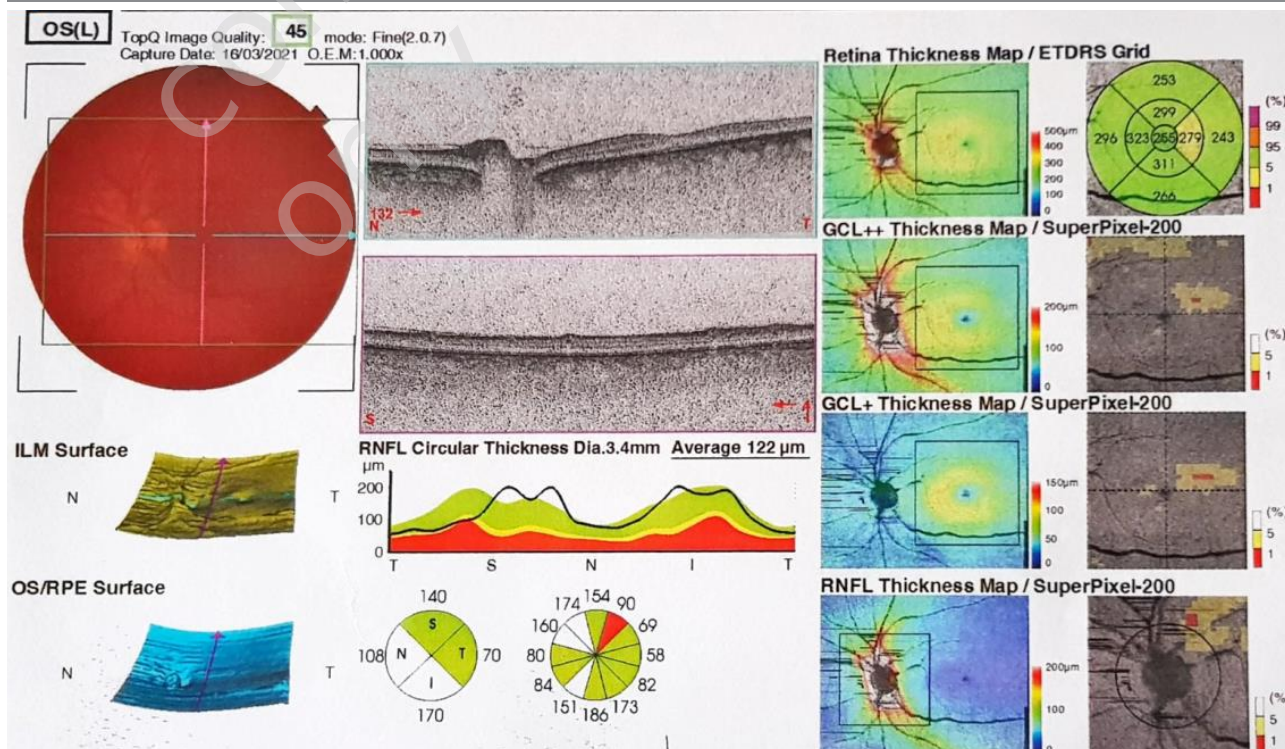 OS(L)
TopQ Image Quality: 45 mode: Fine(2.0.7)
Capture Date: 16/03/2021 O.E.M:1.000x
132
N
T
S
ILM Surface
N
T
OS/RPE Surface
N
T
RNFL Circular Thickness Dia.3.4mm Average 122 µm
µm
200
100
0
T S N I T
140
S
108 N T 70
I
170
174 154 90
160 69
80 58
84 82
151 186 173
Retina Thickness Map / ETDRS Grid
500µm
400
300
200
100
0
253
299
296 323 255 279 243
311
266
(%)
99
95
5
1
GCL++ Thickness Map / SuperPixel-200
200µm
100
0
(%)
5
1
GCL+ Thickness Map / SuperPixel-200
150µm
100
50
0
(%)
5
1
RNFL Thickness Map / SuperPixel-200
200µm
100
0
(%)
5
1